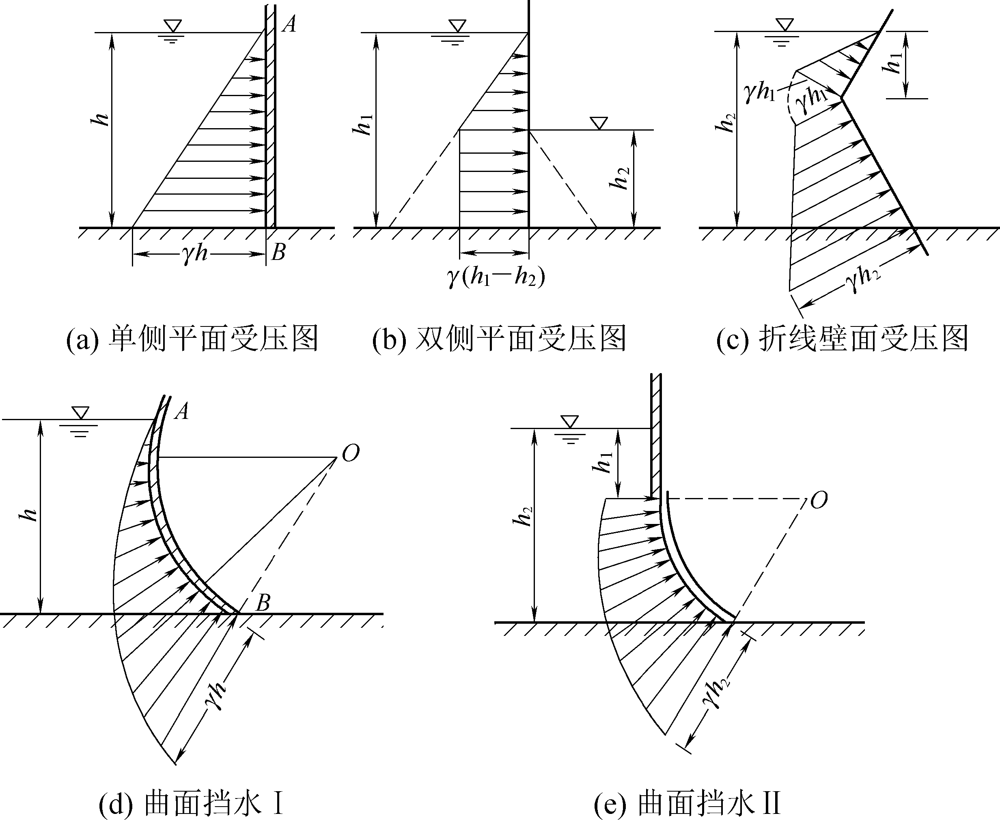 A
h
γh
B
h₁
h₂
γ(h₁−h₂)
h₂
h₁
γh₁
γh₁
γh₂
(a) 单侧平面受压图
(b) 双侧平面受压图
(c) 折线壁面受压图
A
O
h
B
γh
h₁
h₂
O
γh₂
(d) 曲面挡水 Ⅰ
(e) 曲面挡水 Ⅱ